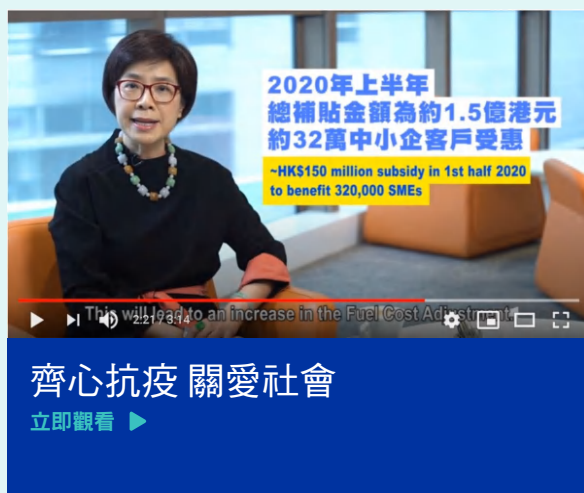 2020年上半年
總補貼金額為約1.5億港元
約32萬中小企客戶受惠
~HK$150 million subsidy in 1st half 2020
to benefit 320,000 SMEs
This will lead to an increase in the Fuel Cost Adjustment.
2:21 / 3:14
齊心抗疫 關愛社會
立即觀看